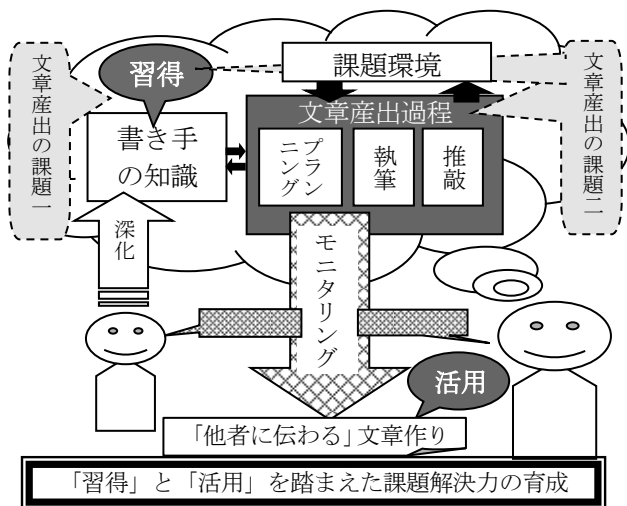 文章産出の課題一
習得
課題環境
文章産出の課題二
書き手
の知識
文章産出過程
プラン
ニング
執筆
推敲
深化
モニタリング
活用
「他者に伝わる」文章作り
「習得」と「活用」を踏まえた課題解決力の育成